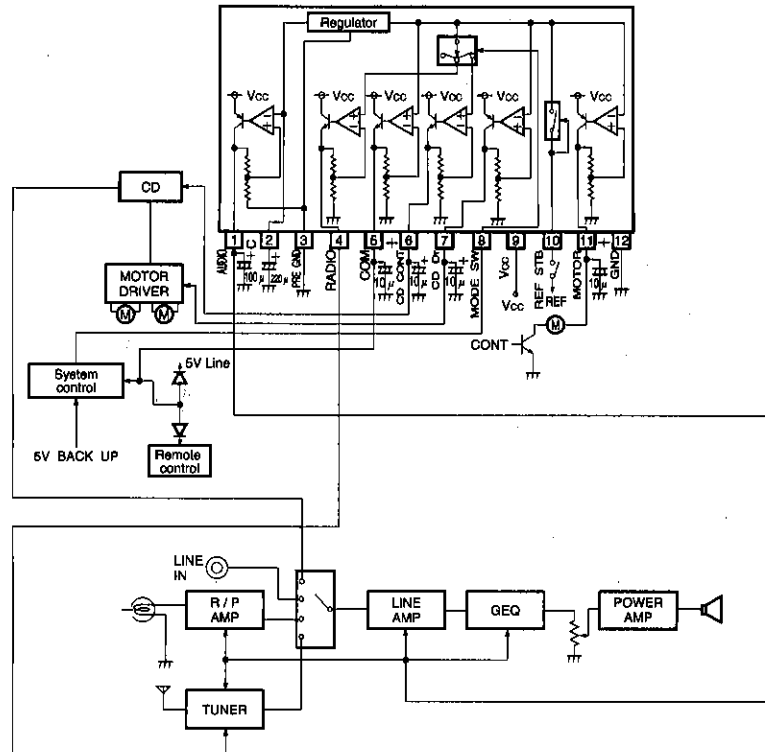 Regulator
Vcc Vcc Vcc Vcc Vcc Vcc
1 2 3 4 5 6 7 8 9 10 11 12
AUDIO
C
PRE GND
RADIO
COM
CD CONT
CD DI
MODE SW
Vcc
REF STB
MOTOR
GND
+ + + + + +
100μ
220μ
10μ
10μ
10μ
10μ
Vcc
REF
CD
MOTOR
DRIVER
M M
M
CONT
5V Line
System
control
5V BACK UP
Remote
control
LINE
IN
R / P
AMP
LINE
AMP
GEQ
POWER
AMP
TUNER